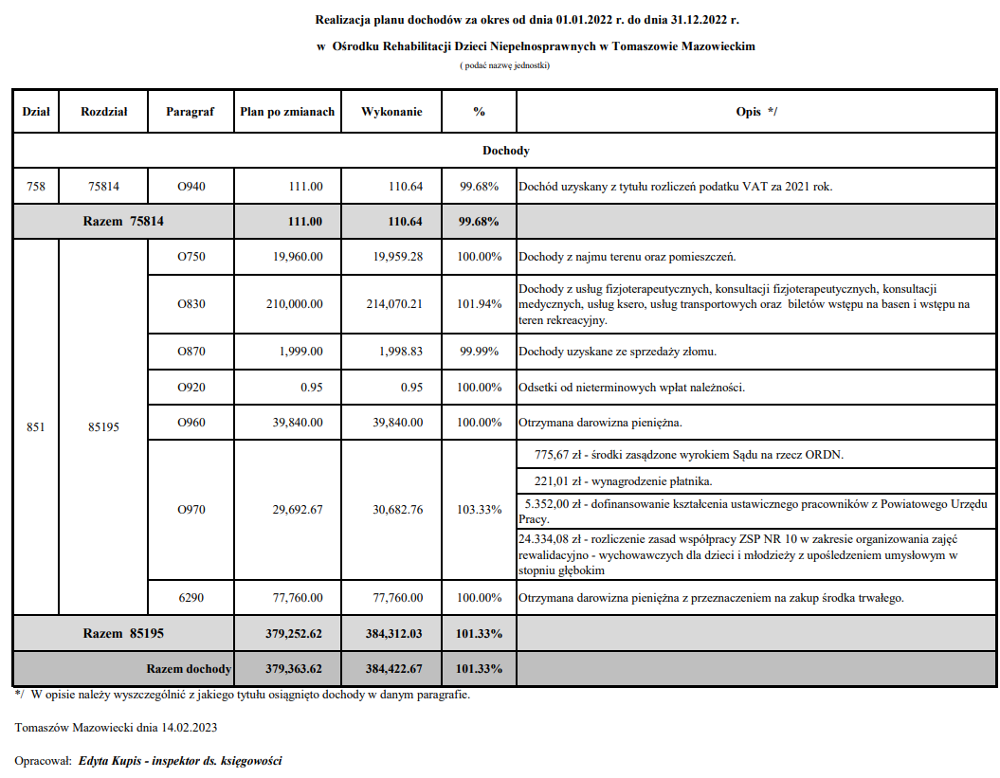 Realizacja planu dochodów za okres od dnia 01.01.2022 r. do dnia 31.12.2022 r.
w Ośrodku Rehabilitacji Dzieci Niepełnosprawnych w Tomaszowie Mazowieckim
( podać nazwę jednostki)
Dział Rozdział Paragraf Plan po zmianach Wykonanie % Opis */
Dochody
758 75814 O940 111.00 110.64 99.68% Dochód uzyskany z tytułu rozliczeń podatku VAT za 2021 rok.
Razem 75814 111.00 110.64 99.68%
851 85195
O750 19,960.00 19,959.28 100.00% Dochody z najmu terenu oraz pomieszczeń.
O830 210,000.00 214,070.21 101.94% Dochody z usług fizjoterapeutycznych, konsultacji fizjoterapeutycznych, konsultacji
medycznych, usług ksero, usług transportowych oraz biletów wstępu na basen i wstępu na
teren rekreacyjny.
O870 1,999.00 1,998.83 99.99% Dochody uzyskane ze sprzedaży złomu.
O920 0.95 0.95 100.00% Odsetki od nieterminowych wpłat należności.
O960 39,840.00 39,840.00 100.00% Otrzymana darowizna pieniężna.
O970 29,692.67 30,682.76 103.33%
775,67 zł - środki zasądzone wyrokiem Sądu na rzecz ORDN.
221,01 zł - wynagrodzenie płatnika.
5.352,00 zł - dofinansowanie kształcenia ustawicznego pracowników z Powiatowego Urzędu
Pracy.
24.334,08 zł - rozliczenie zasad współpracy ZSP NR 10 w zakresie organizowania zajęć
rewalidacyjno - wychowawczych dla dzieci i młodzieży z upośledzeniem umysłowym w
stopniu głębokim
6290 77,760.00 77,760.00 100.00% Otrzymana darowizna pieniężna z przeznaczeniem na zakup środka trwałego.
Razem 85195 379,252.62 384,312.03 101.33%
Razem dochody 379,363.62 384,422.67 101.33%
*/ W opisie należy wyszczególnić z jakiego tytułu osiągnięto dochody w danym paragrafie.
Tomaszów Mazowiecki dnia 14.02.2023
Opracował: Edyta Kupis - inspektor ds. księgowości